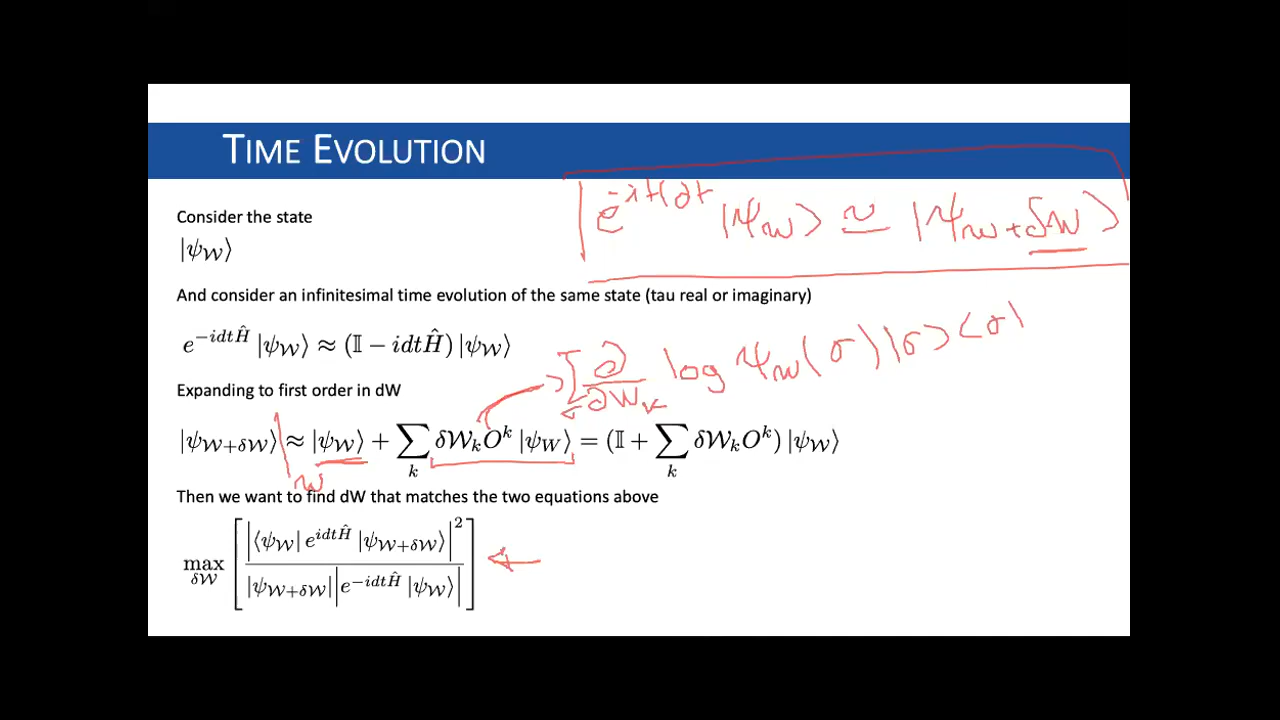 TIME EVOLUTION
e^{-iH∂t} |ψ_W⟩ ≃ |ψ_{W+δW}⟩
Consider the state
|ψ_𝒲⟩
And consider an infinitesimal time evolution of the same state (tau real or imaginary)
e^{-idtĤ} |ψ_𝒲⟩ ≈ (𝕀 − idtĤ) |ψ_𝒲⟩
∑ ∂/∂W_k log ψ_W(σ) |σ⟩⟨σ|
Expanding to first order in dW
|ψ_{𝒲+δ𝒲}⟩ ≈ |ψ_𝒲⟩ + ∑_k δ𝒲_k O^k |ψ_W⟩ = (𝕀 + ∑_k δ𝒲_k O^k) |ψ_𝒲⟩
W
Then we want to find dW that matches the two equations above
max_{δ𝒲} [ |⟨ψ_𝒲| e^{idtĤ} |ψ_{𝒲+δ𝒲}⟩|^2 / |ψ_{𝒲+δ𝒲}| |e^{-idtĤ} |ψ_𝒲⟩| ]